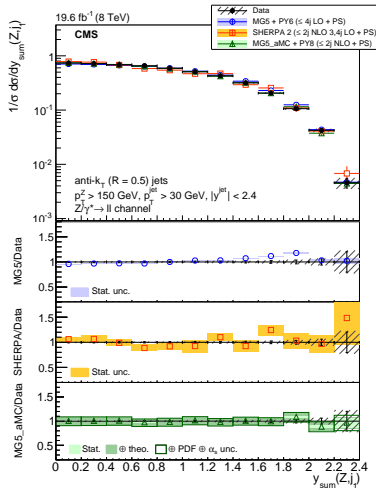 19.6 fb⁻¹ (8 TeV)
Data
MG5 + PY6 (≤ 4j LO + PS)
SHERPA 2 (≤ 2j NLO 3,4j LO + PS)
MG5_aMC + PY8 (≤ 2j NLO + PS)
CMS
1/σ dσ/dy_sum(Z,j₁)
1
10⁻¹
10⁻²
10⁻³
anti-k_T (R = 0.5) jets
p_T^Z > 150 GeV, p_T^jet > 30 GeV, |y^jet| < 2.4
Z/γ*→ ll channel
MG5/Data
1.5
1
0.5
Stat. unc.
SHERPA/Data
1.5
1
0.5
Stat. unc.
MG5_aMC/Data
1.5
1
0.5
Stat. ⊕ theo. ⊕ PDF ⊕ α_s unc.
0 0.2 0.4 0.6 0.8 1 1.2 1.4 1.6 1.8 2 2.2 2.4
y_sum(Z,j₁)